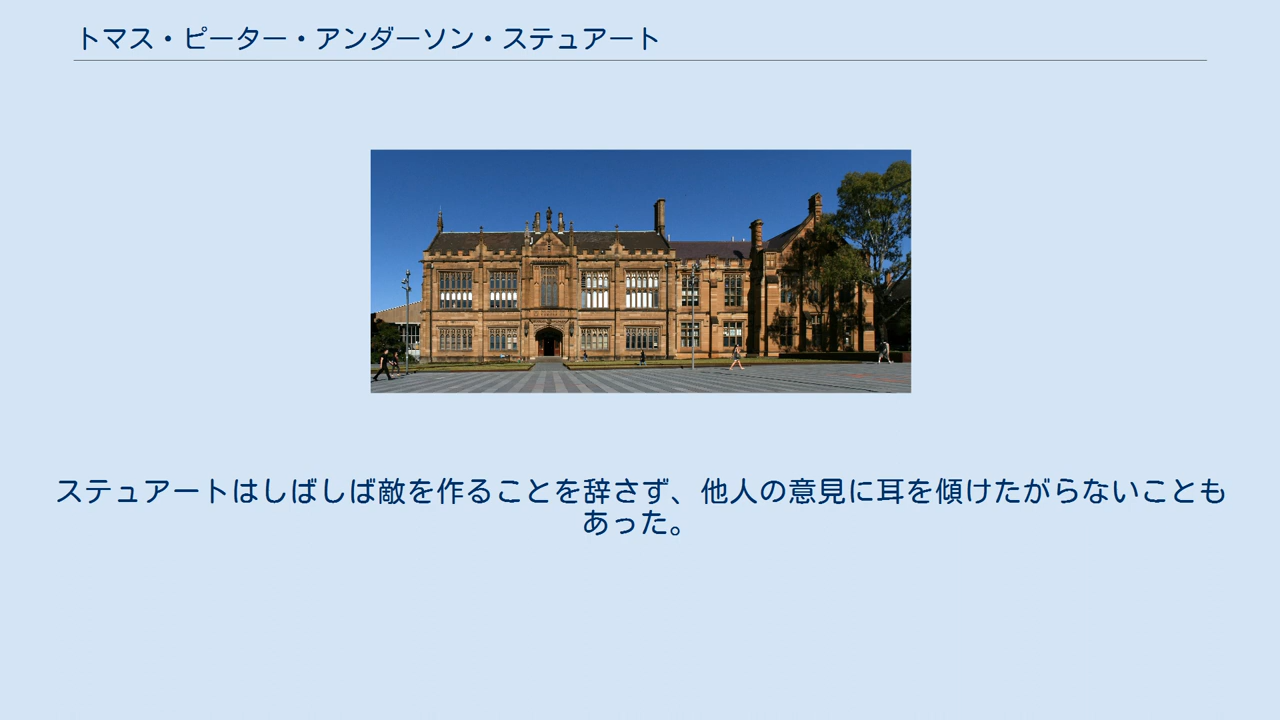 トマス・ピーター・アンダーソン・ステュアート
ステュアートはしばしば敵を作ることを辞さず、他人の意見に耳を傾けたがらないことも
あった。